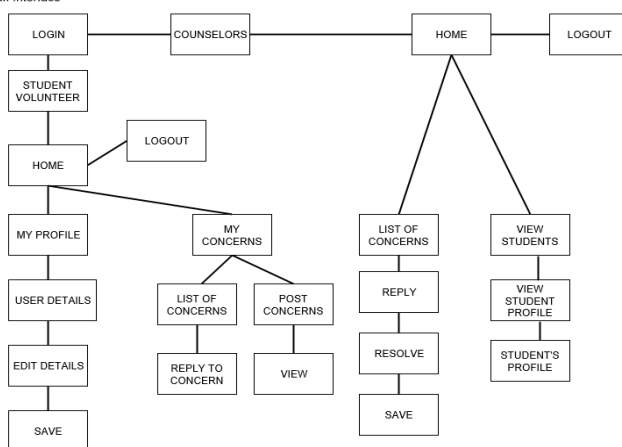 LOGIN
COUNSELORS
HOME
LOGOUT
STUDENT
VOLUNTEER
LOGOUT
HOME
MY PROFILE
MY
CONCERNS
LIST OF
CONCERNS
VIEW
STUDENTS
USER DETAILS
LIST OF
CONCERNS
POST
CONCERNS
REPLY
VIEW
STUDENT
PROFILE
EDIT DETAILS
REPLY TO
CONCERN
VIEW
RESOLVE
STUDENT'S
PROFILE
SAVE
SAVE